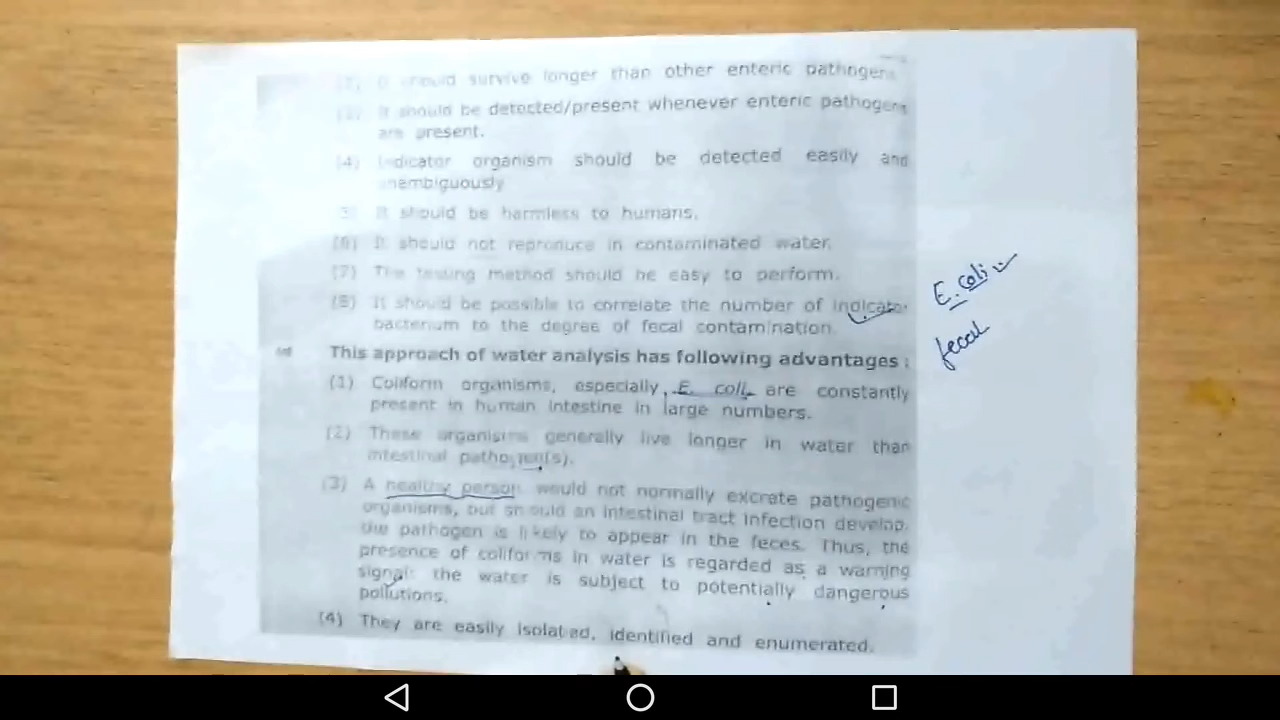 (2) It should survive longer than other enteric pathogens
(3) It should be detected/present whenever enteric pathogens
are present.
(4) Indicator organism should be detected easily and
unambiguously
5) It should be harmless to humans.
(6) It should not reproduce in contaminated water.
(7) The testing method should be easy to perform.
(8) It should be possible to correlate the number of indicator
bacterium to the degree of fecal contamination.
E. coli
fecal
This approach of water analysis has following advantages :
(1) Coliform organisms, especially E. coli are constantly
present in human intestine in large numbers.
(2) These organisms generally live longer in water than
intestinal pathogen(s).
(3) A healthy person would not normally excrete pathogenic
organisms, but should an intestinal tract infection develop,
the pathogen is likely to appear in the feces. Thus, the
presence of coliforms in water is regarded as a warning
signal: the water is subject to potentially dangerous
pollutions.
(4) They are easily isolated, identified and enumerated.